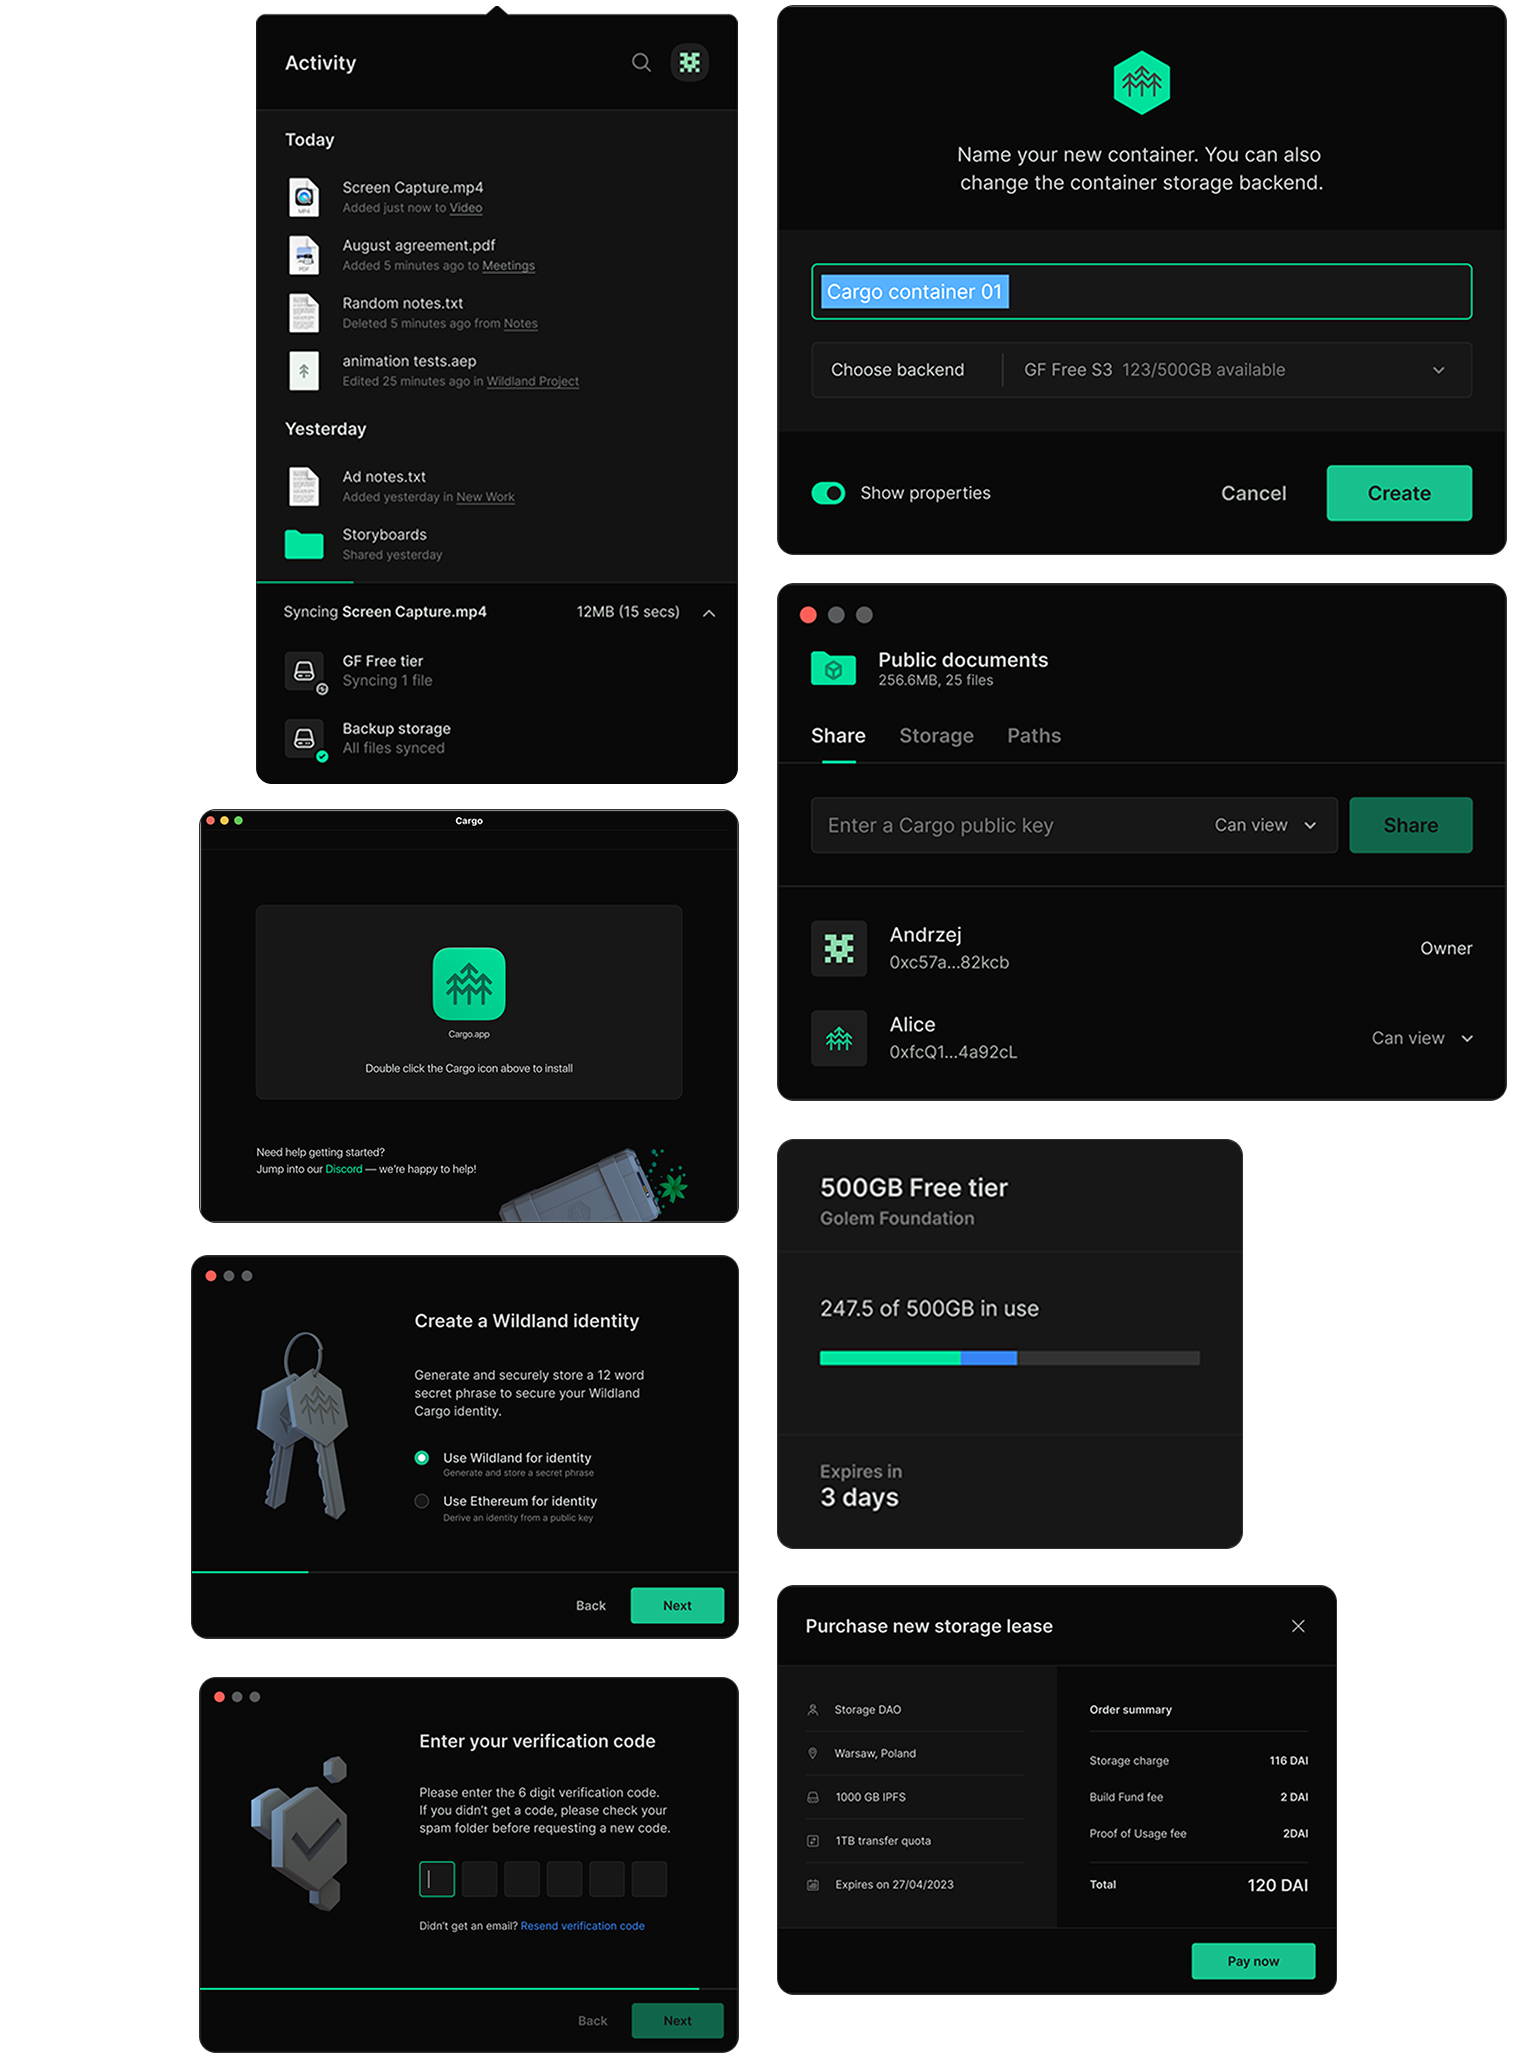 Activity
Today
Screen Capture.mp4
Added just now to Video
MP4
August agreement.pdf
Added 5 minutes ago to Meetings
PDF
Random notes.txt
Deleted 5 minutes ago from Notes
animation tests.aep
Edited 25 minutes ago in Wildland Project
Yesterday
Ad notes.txt
Added yesterday in New Work
Storyboards
Shared yesterday
Syncing Screen Capture.mp4 12MB (15 secs)
GF Free tier
Syncing 1 file
Backup storage
All files synced
Name your new container. You can also
change the container storage backend.
Cargo container 01
Choose backend GF Free S3 123/500GB available
Show properties Cancel Create
Public documents
256.6MB, 25 files
Share Storage Paths
Enter a Cargo public key Can view Share
Andrzej
0xc57a...82kcb
Owner
Alice
0xfcQ1...4a92cL
Can view
Cargo
Cargo.app
Double click the Cargo icon above to install
Need help getting started?
Jump into our Discord — we're happy to help!
500GB Free tier
Golem Foundation
247.5 of 500GB in use
Expires in
3 days
Create a Wildland identity
Generate and securely store a 12 word
secret phrase to secure your Wildland
Cargo identity.
Use Wildland for identity
Generate and store a secret phrase
Use Ethereum for identity
Derive an identity from a public key
Back Next
Purchase new storage lease
Storage DAO
Warsaw, Poland
1000 GB IPFS
1TB transfer quota
Expires on 27/04/2023
Order summary
Storage charge 116 DAI
Build Fund fee 2 DAI
Proof of Usage fee 2DAI
Total 120 DAI
Pay now
Enter your verification code
Please enter the 6 digit verification code.
If you didn't get a code, please check your
spam folder before requesting a new code.
Didn't get an email? Resend verification code
Back Next